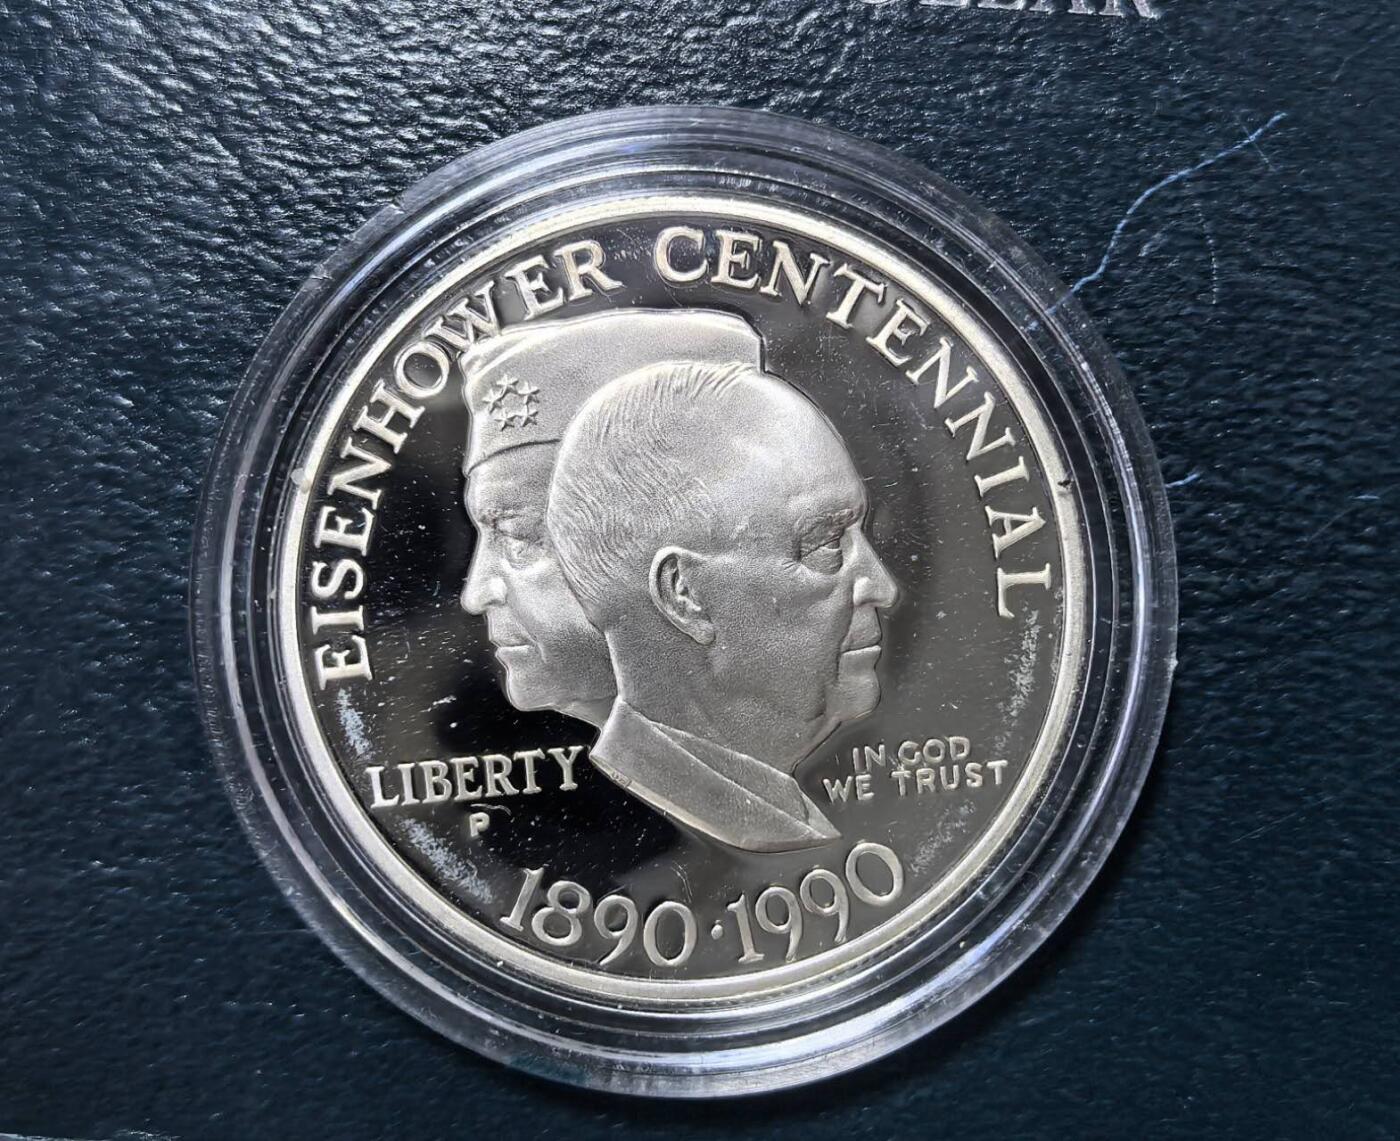 EISENHOWER CENTENNIAL
LIBERTY
P
IN GOD
WE TRUST
1890·1990